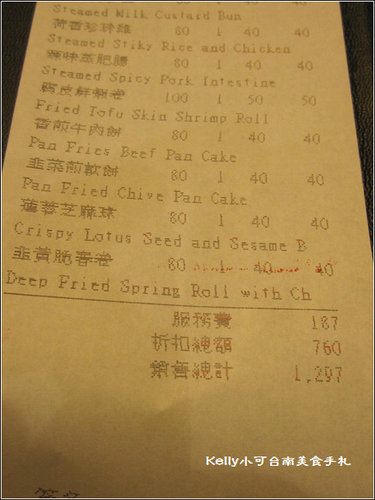 Steamed Milk Custard Bun
荷香珍珠雞 80 1 40 40
Steamed Stiky Rice and Chicken
辣味蒸肥腸 80 1 40 40
Steamed Spicy Pork Intestine
腐皮鮮蝦卷 100 1 50 50
Fried Tofu Skin Shrimp Roll
香煎牛肉餅 80 1 40 40
Pan Fries Beef Pan Cake
韭菜煎軟餅 80 1 40 40
Pan Fried Chive Pan Cake
蓮蓉芝麻球 80 1 40 40
Crispy Lotus Seed and Sesame B
韭黃脆春卷 80 1 40 40
Deep Fried Spring Roll with Ch
服務費 187
折扣總額 760
銷售總計 1,297
Kelly小可台南美食手札